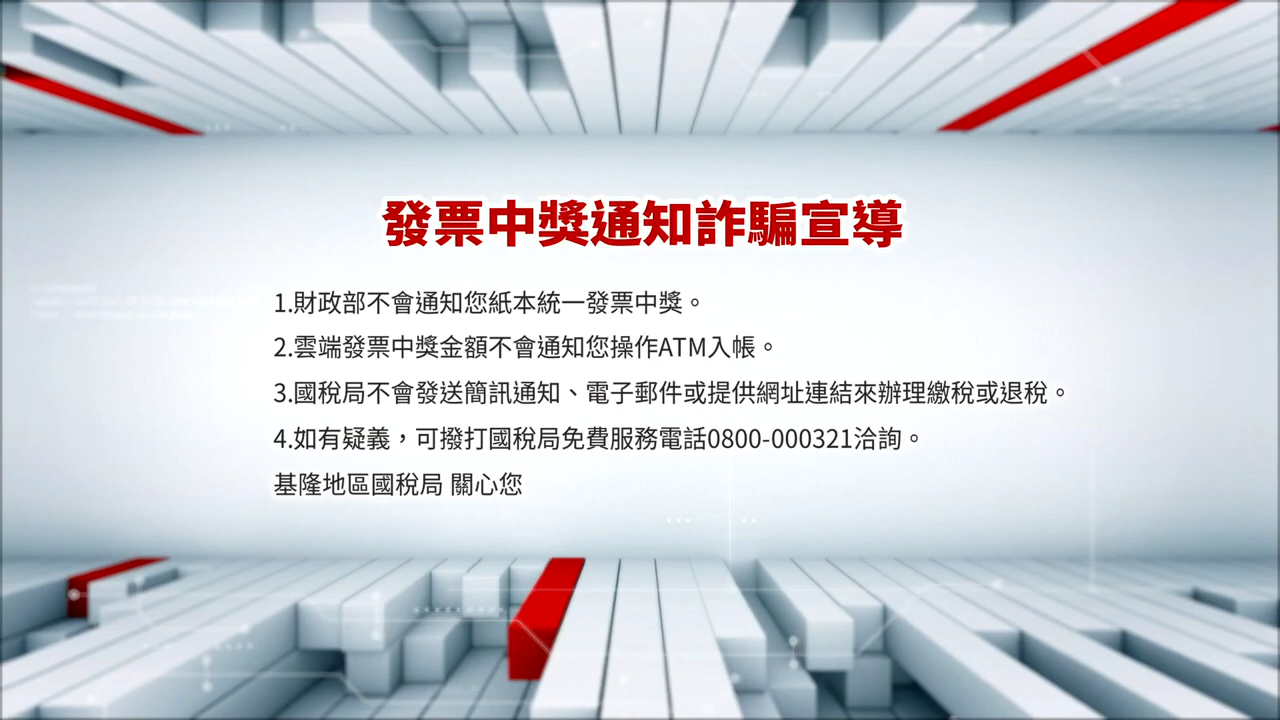 發票中獎通知詐騙宣導
1.財政部不會通知您紙本統一發票中獎。
2.雲端發票中獎金額不會通知您操作ATM入帳。
3.國稅局不會發送簡訊通知、電子郵件或提供網址連結來辦理繳稅或退稅。
4.如有疑義，可撥打國稅局免費服務電話0800-000321洽詢。
基隆地區國稅局 關心您